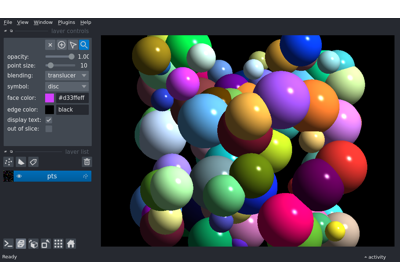 File View Window Plugins Help
layer controls
opacity: 1.00
point size: 10
blending: translucer
symbol: disc
face color: #d33ffeff
edge color: black
display text:
out of slice:
layer list
pts
Ready activity